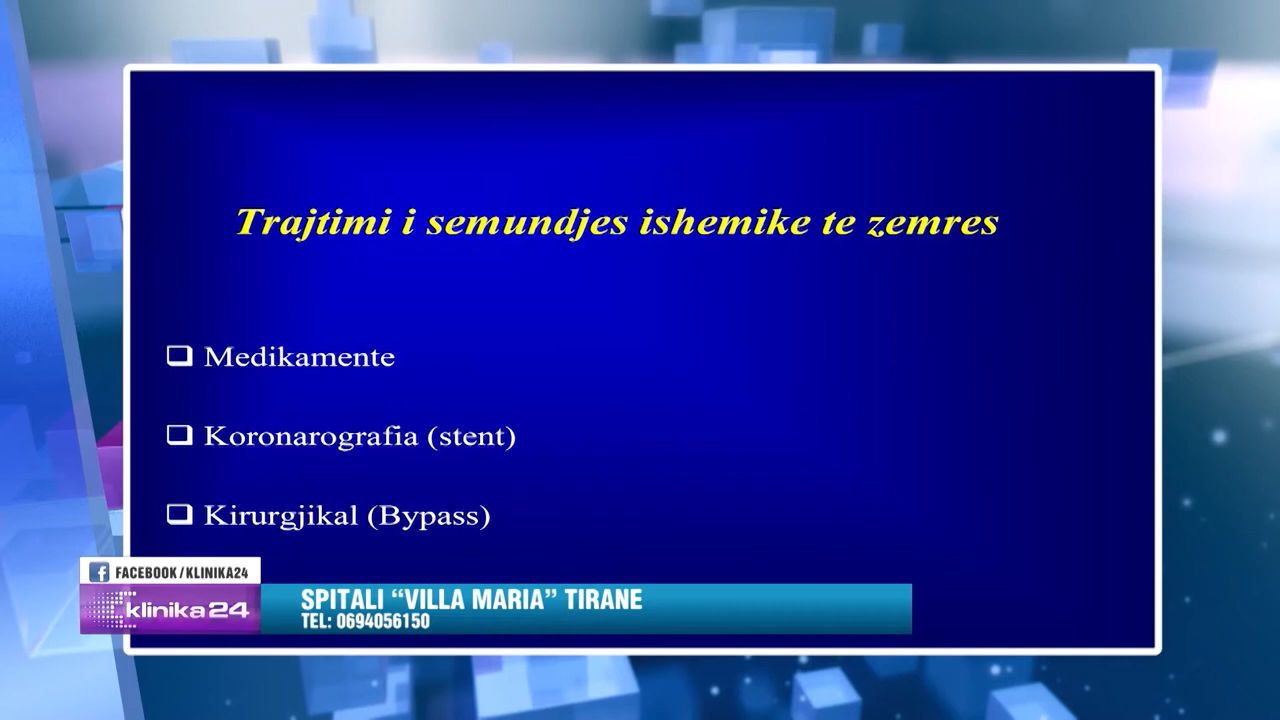 Trajtimi i semundjes ishemike te zemres
Medikamente
Koronarografia (stent)
Kirurgjikal (Bypass)
FACEBOOK/KLINIKA24
klinika24
SPITALI “VILLA MARIA” TIRANE
TEL: 0694056150